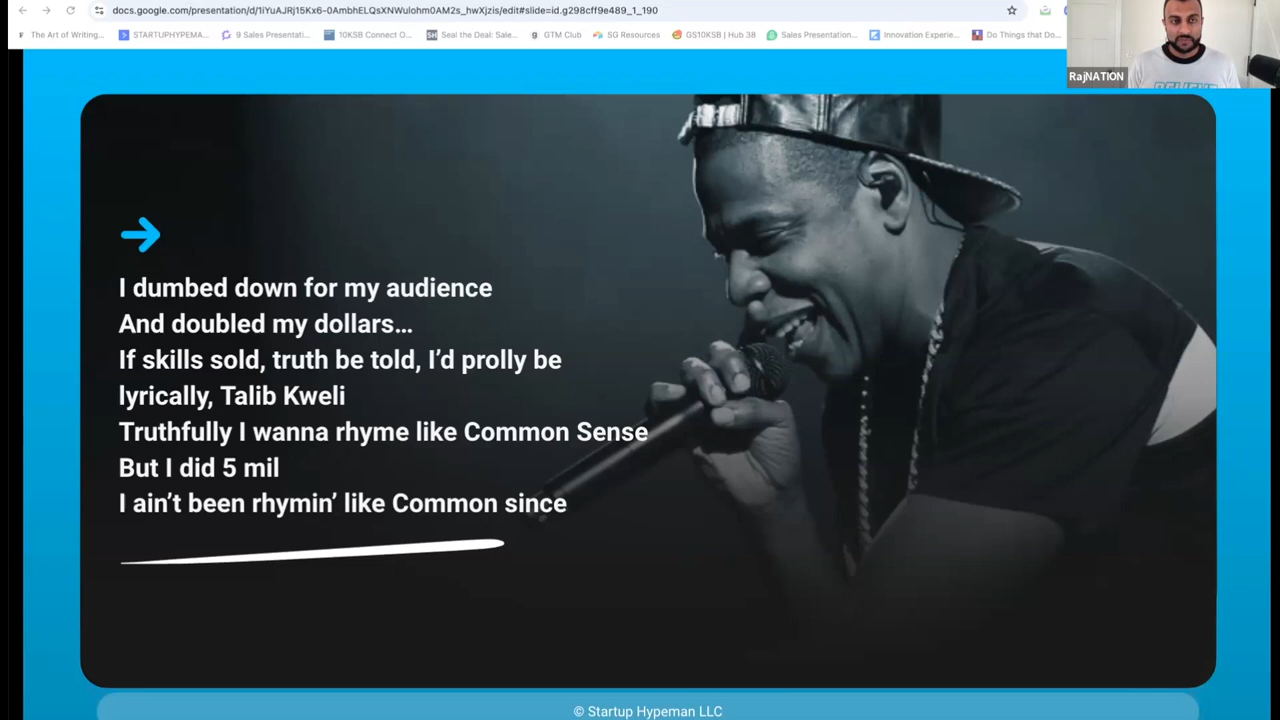 docs.google.com/presentation/d/1iYuAJRj15Kx6-0AmbhELQsXNWulohm0AM2s_hwXjzis/edit#slide=id.g298cff9e489_1_190
The Art of Writing... STARTUPHYPEMA... 9 Sales Presentati... 10KSB Connect O... Seal the Deal: Sale... GTM Club SG Resources GS10KSB | Hub 38 Sales Presentation... Innovation Experie... Do Things that Do...
RajNATION
I dumbed down for my audience
And doubled my dollars…
If skills sold, truth be told, I’d prolly be
lyrically, Talib Kweli
Truthfully I wanna rhyme like Common Sense
But I did 5 mil
I ain’t been rhymin’ like Common since
© Startup Hypeman LLC